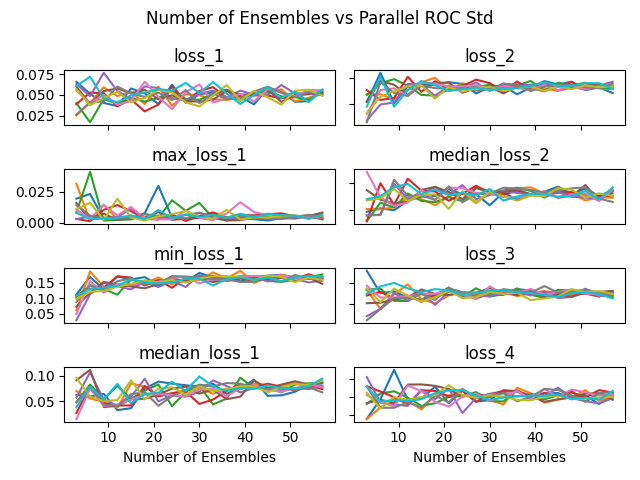 Number of Ensembles vs Parallel ROC Std
loss_1
loss_2
0.075
0.050
0.025
max_loss_1
median_loss_2
0.025
0.000
min_loss_1
loss_3
0.15
0.10
0.05
median_loss_1
loss_4
0.10
0.05
10 20 30 40 50
10 20 30 40 50
Number of Ensembles
Number of Ensembles